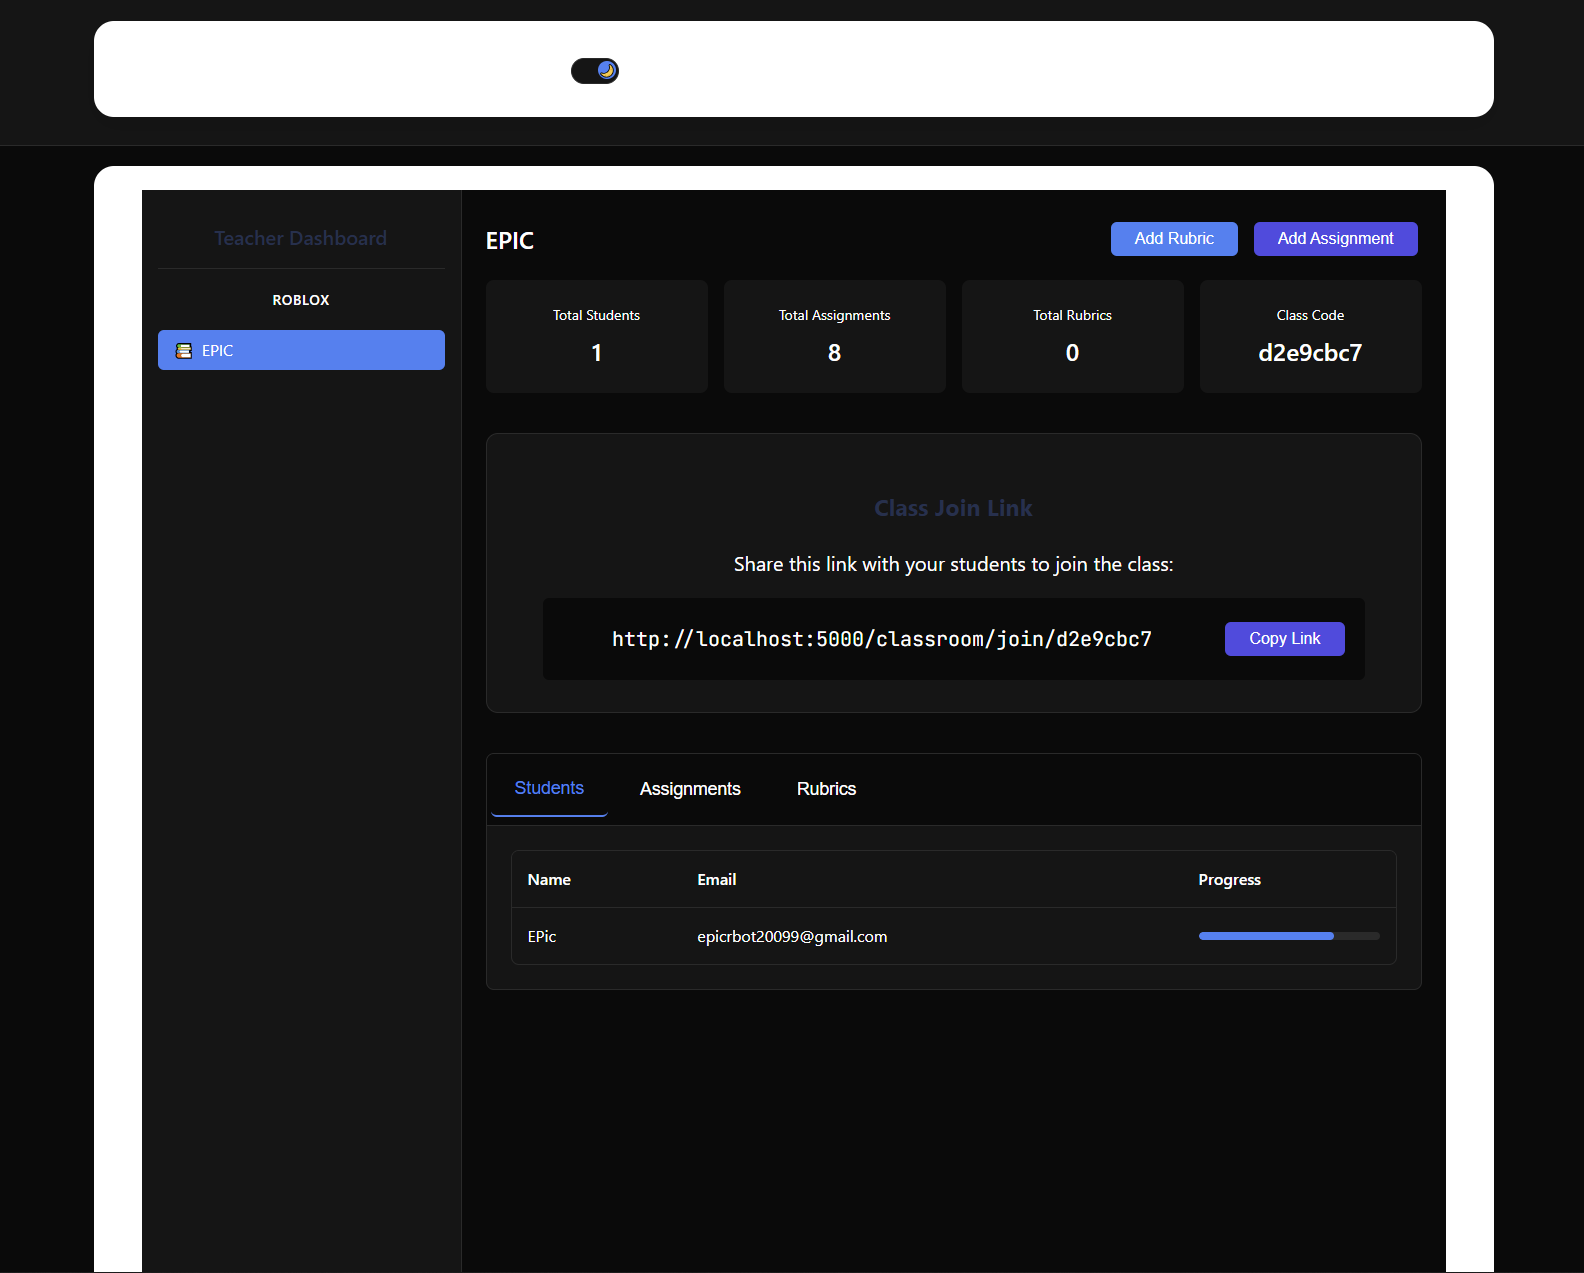 Teacher Dashboard
ROBLOX
EPIC
EPIC
Add Rubric
Add Assignment
Total Students
1
Total Assignments
8
Total Rubrics
0
Class Code
d2e9cbc7
Class Join Link
Share this link with your students to join the class:
http://localhost:5000/classroom/join/d2e9cbc7
Copy Link
Students Assignments Rubrics
Name Email Progress
EPic epicrbot20099@gmail.com